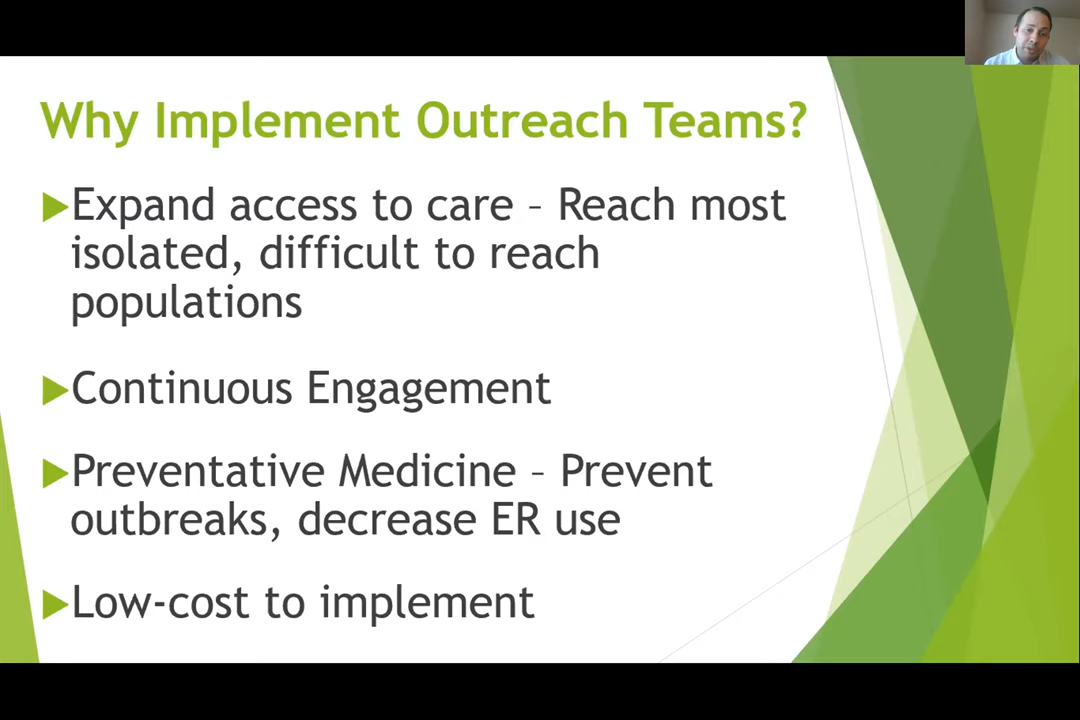 Why Implement Outreach Teams?
Expand access to care – Reach most
isolated, difficult to reach
populations
Continuous Engagement
Preventative Medicine – Prevent
outbreaks, decrease ER use
Low-cost to implement